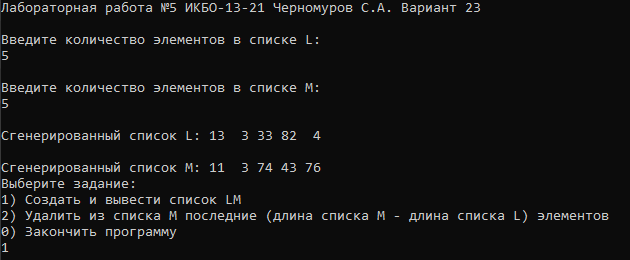 Лабораторная работа №5 ИКБО-13-21 Черномуров С.А. Вариант 23
Введите количество элементов в списке L:
5
Введите количество элементов в списке M:
5
Сгенерированный список L: 13  3 33 82  4
Сгенерированный список M: 11  3 74 43 76
Выберите задание:
1) Создать и вывести список LM
2) Удалить из списка M последние (длина списка M - длина списка L) элементов
0) Закончить программу
1